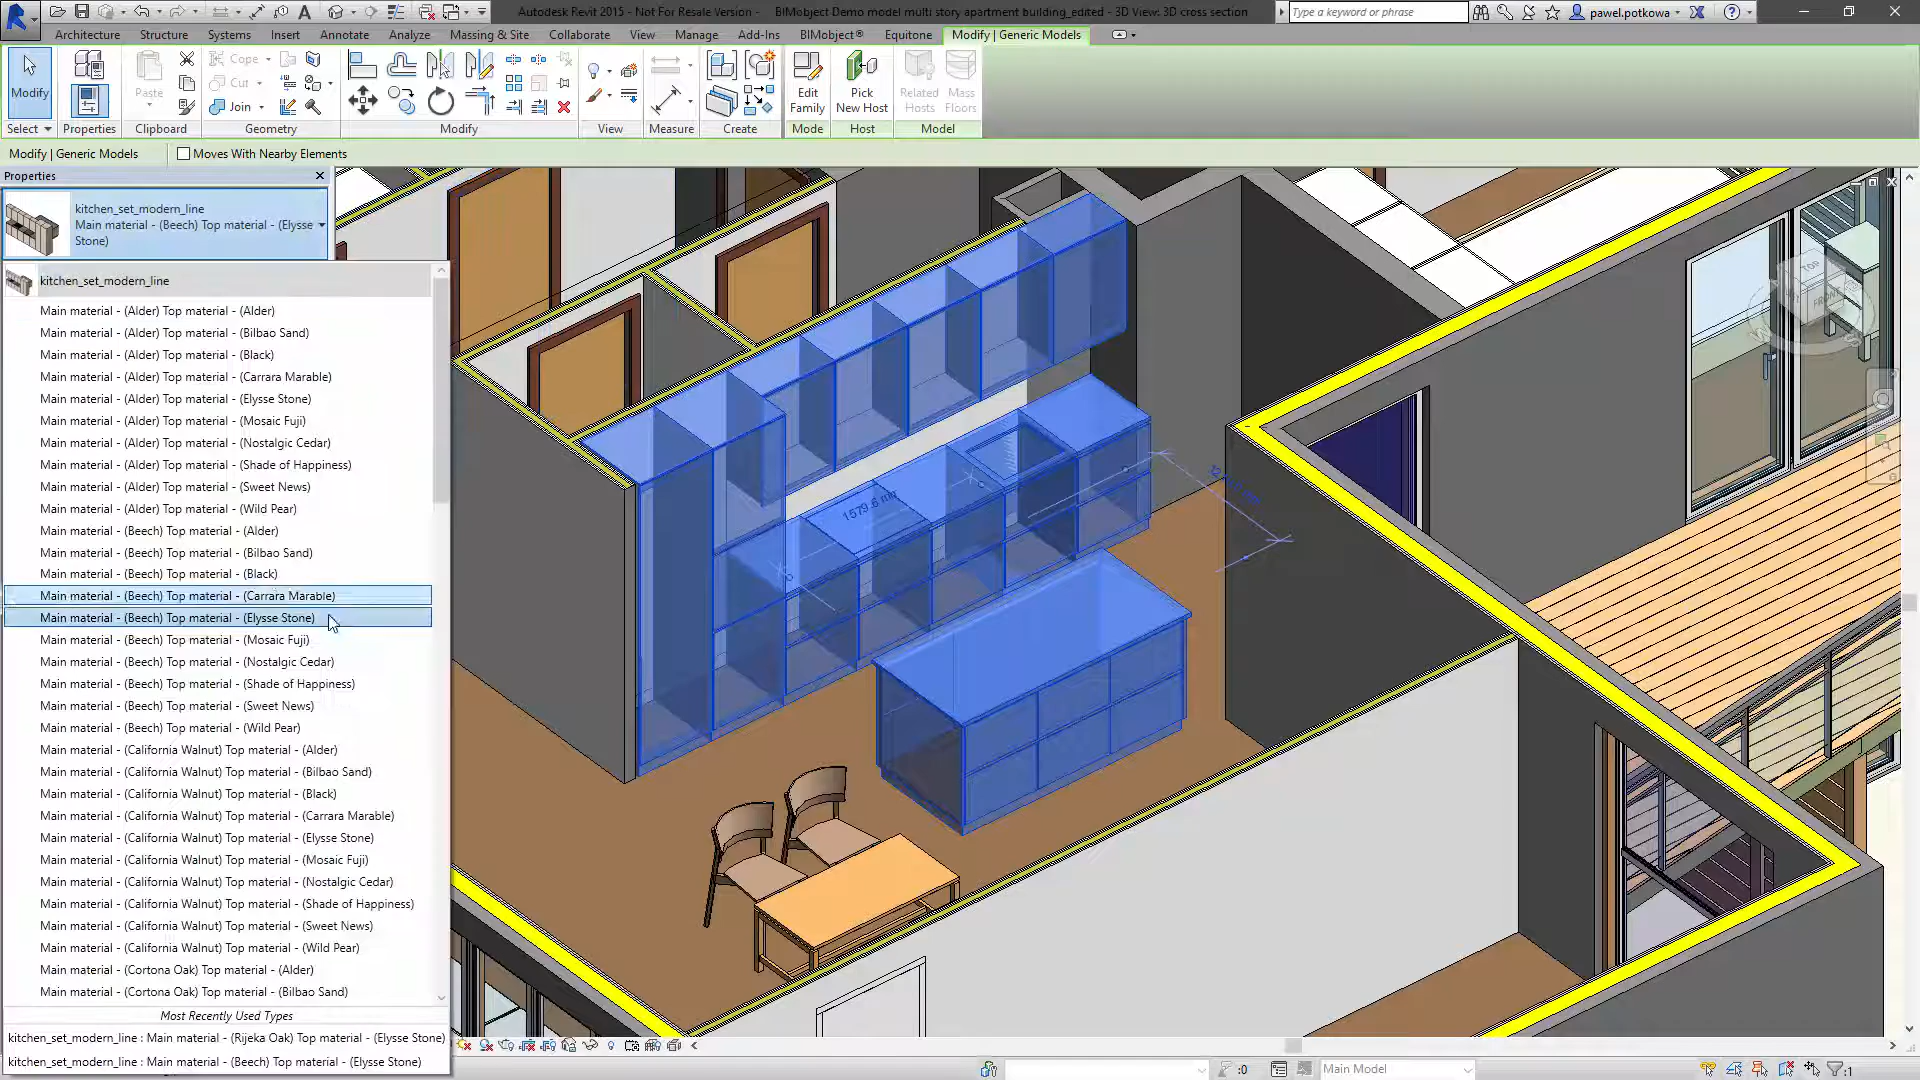 Autodesk Revit 2015 - Not For Resale Version - BIMobject Demo model multi story apartment building_edited - 3D View: 3D cross section
Type a keyword or phrase
pawel.potkowa
Architecture Structure Systems Insert Annotate Analyze Massing & Site Collaborate View Manage Add-Ins BIMobject® Equitone Modify | Generic Models
Modify Paste Cope Cut Join Edit Family Pick New Host Related Hosts Mass Floors
Select Properties Clipboard Geometry Modify View Measure Create Mode Host Model
Modify | Generic Models Moves With Nearby Elements
Properties
kitchen_set_modern_line
Main material - (Beech) Top material - (Elysse
Stone)
kitchen_set_modern_line
Main material - (Alder) Top material - (Alder)
Main material - (Alder) Top material - (Bilbao Sand)
Main material - (Alder) Top material - (Black)
Main material - (Alder) Top material - (Carrara Marable)
Main material - (Alder) Top material - (Elysse Stone)
Main material - (Alder) Top material - (Mosaic Fuji)
Main material - (Alder) Top material - (Nostalgic Cedar)
Main material - (Alder) Top material - (Shade of Happiness)
Main material - (Alder) Top material - (Sweet News)
Main material - (Alder) Top material - (Wild Pear)
Main material - (Beech) Top material - (Alder)
Main material - (Beech) Top material - (Bilbao Sand)
Main material - (Beech) Top material - (Black)
Main material - (Beech) Top material - (Carrara Marable)
Main material - (Beech) Top material - (Elysse Stone)
Main material - (Beech) Top material - (Mosaic Fuji)
Main material - (Beech) Top material - (Nostalgic Cedar)
Main material - (Beech) Top material - (Shade of Happiness)
Main material - (Beech) Top material - (Sweet News)
Main material - (Beech) Top material - (Wild Pear)
Main material - (California Walnut) Top material - (Alder)
Main material - (California Walnut) Top material - (Bilbao Sand)
Main material - (California Walnut) Top material - (Black)
Main material - (California Walnut) Top material - (Carrara Marable)
Main material - (California Walnut) Top material - (Elysse Stone)
Main material - (California Walnut) Top material - (Mosaic Fuji)
Main material - (California Walnut) Top material - (Nostalgic Cedar)
Main material - (California Walnut) Top material - (Shade of Happiness)
Main material - (California Walnut) Top material - (Sweet News)
Main material - (California Walnut) Top material - (Wild Pear)
Main material - (Cortona Oak) Top material - (Alder)
Main material - (Cortona Oak) Top material - (Bilbao Sand)
Most Recently Used Types
kitchen_set_modern_line : Main material - (Rijeka Oak) Top material - (Elysse Stone)
kitchen_set_modern_line : Main material - (Beech) Top material - (Elysse Stone)
1579.6
TOP
:0
Main Model
:1